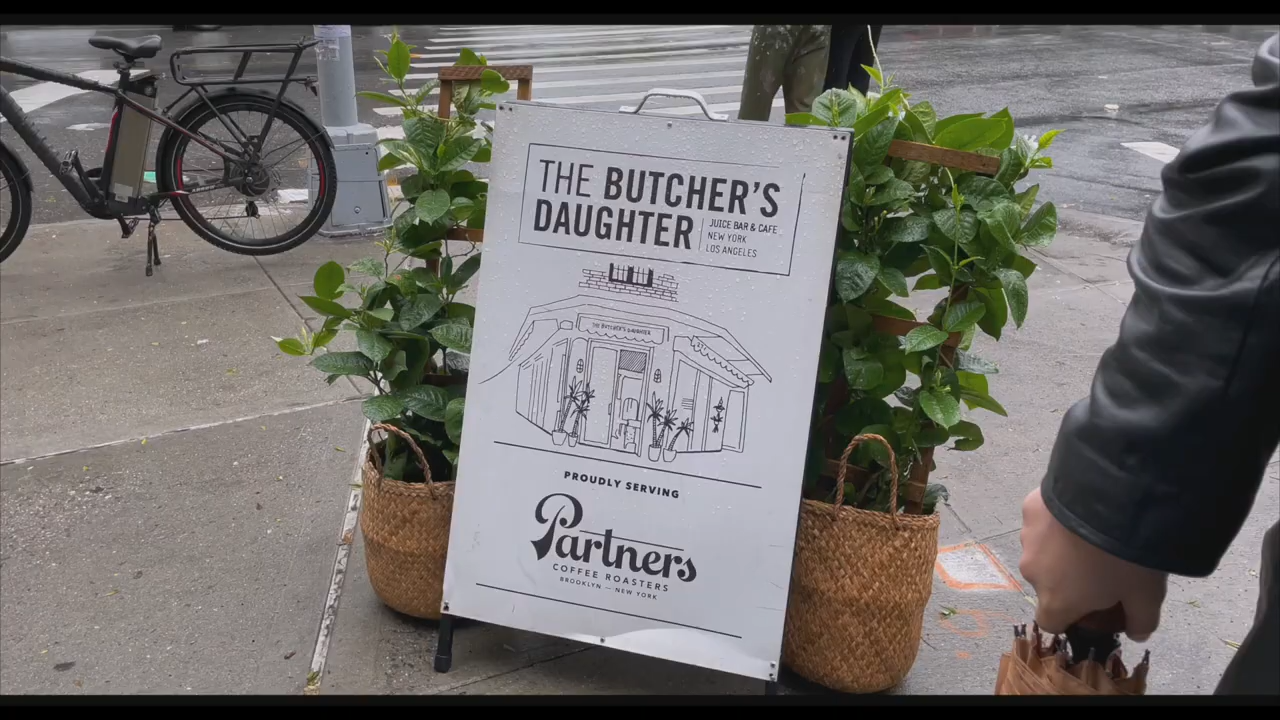 THE BUTCHER'S
DAUGHTER
JUICE BAR & CAFE
NEW YORK
LOS ANGELES
THE BUTCHER'S DAUGHTER
PROUDLY SERVING
Partners
COFFEE ROASTERS
BROOKLYN — NEW YORK